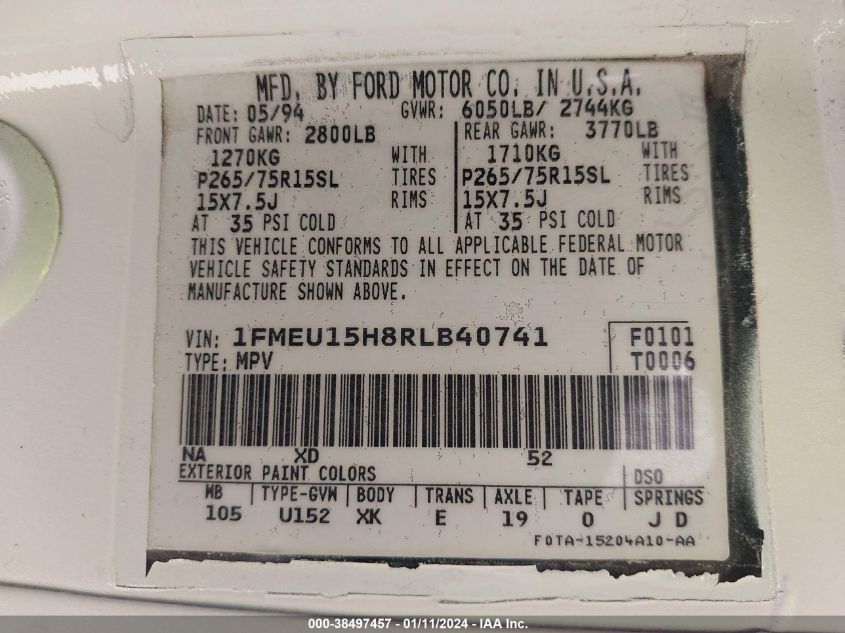 MFD. BY FORD MOTOR CO. IN U.S.A.
DATE: 05/94 GVWR: 6050LB/ 2744KG
FRONT GAWR: 2800LB REAR GAWR: 3770LB
1270KG WITH 1710KG WITH
P265/75R15SL TIRES P265/75R15SL TIRES
15X7.5J RIMS 15X7.5J RIMS
AT 35 PSI COLD AT 35 PSI COLD
THIS VEHICLE CONFORMS TO ALL APPLICABLE FEDERAL MOTOR
VEHICLE SAFETY STANDARDS IN EFFECT ON THE DATE OF
MANUFACTURE SHOWN ABOVE.
VIN: 1FMEU15H8RLB40741 F0101
TYPE: MPV T0006
NA XD 52
EXTERIOR PAINT COLORS DSO
WB TYPE-GVW BODY TRANS AXLE TAPE SPRINGS
105 U152 XK E 19 0 J D
F0TA-15204A10-AA
000-38497457 - 01/11/2024 - IAA Inc.